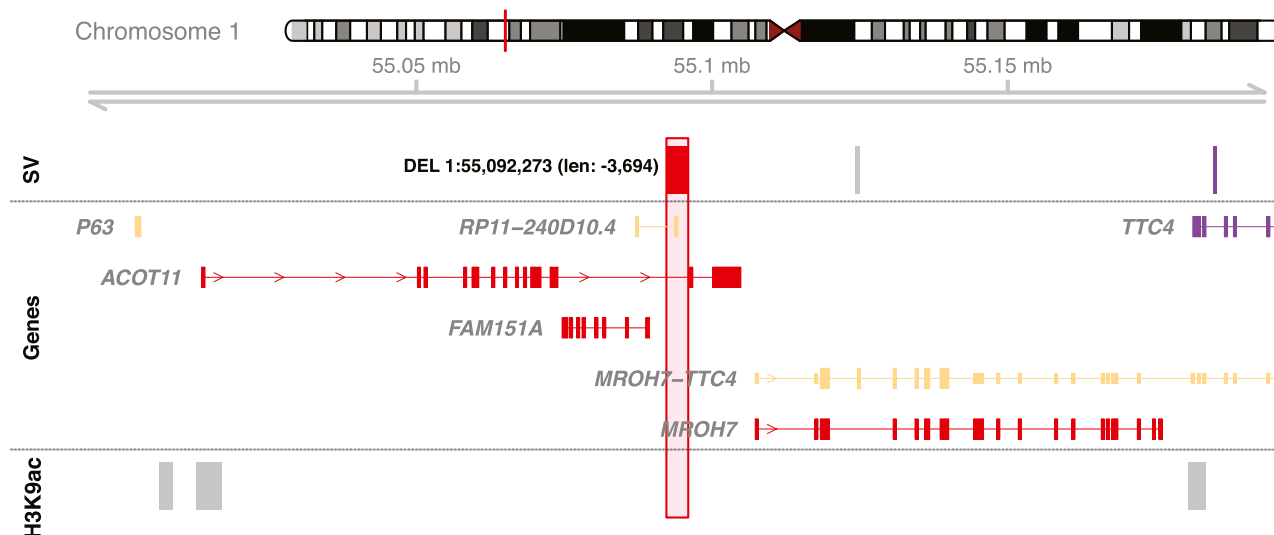 Chromosome 1
55.05 mb
55.1 mb
55.15 mb
SV
DEL 1:55,092,273 (len: -3,694)
Genes
P63
RP11−240D10.4
TTC4
ACOT11
FAM151A
MROH7−TTC4
MROH7
H3K9ac